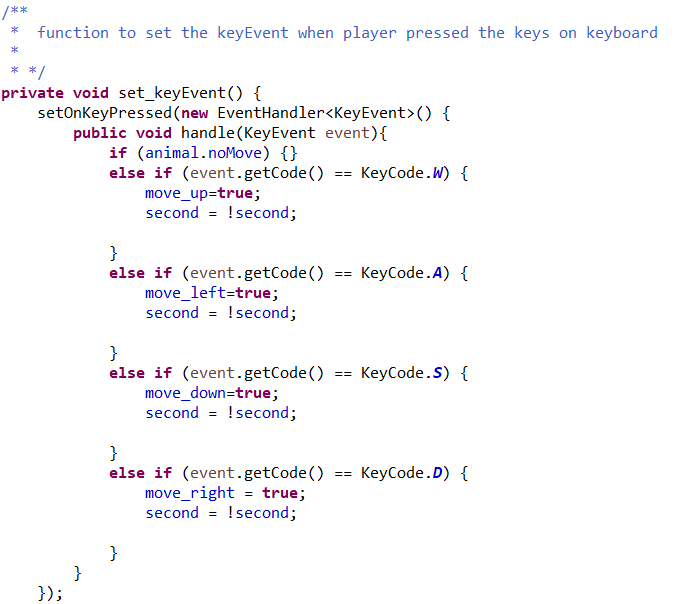 /**
 *  function to set the keyEvent when player pressed the keys on keyboard
 *
 * */
private void set_keyEvent() {
    setOnKeyPressed(new EventHandler<KeyEvent>() {
        public void handle(KeyEvent event){
            if (animal.noMove) {}
            else if (event.getCode() == KeyCode.W) {
                move_up=true;
                second = !second;

            }
            else if (event.getCode() == KeyCode.A) {
                move_left=true;
                second = !second;

            }
            else if (event.getCode() == KeyCode.S) {
                move_down=true;
                second = !second;

            }
            else if (event.getCode() == KeyCode.D) {
                move_right = true;
                second = !second;

            }
        }
    });